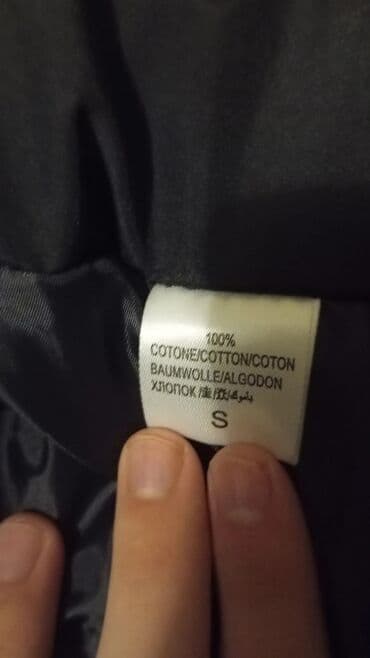 100%
COTONE/COTTON/COTON
BAUMWOLLE/ALGODON
ХЛОПОК/
S